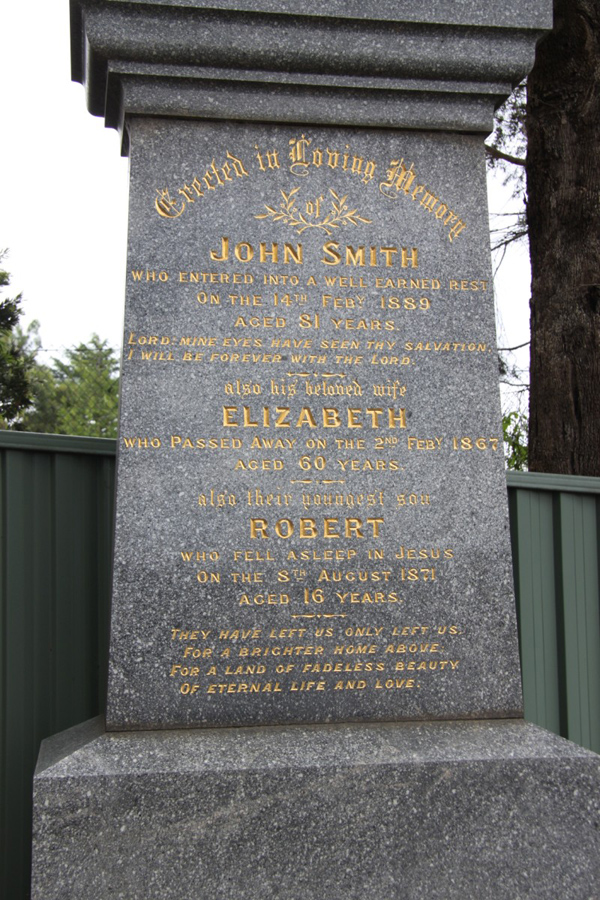 Erected in Loving Memory
of
JOHN SMITH
WHO ENTERED INTO A WELL EARNED REST
ON THE 14TH FEBY 1889
AGED 81 YEARS.
LORD: MINE EYES HAVE SEEN THY SALVATION.
I WILL BE FOREVER WITH THE LORD.
also his beloved wife
ELIZABETH
WHO PASSED AWAY ON THE 2ND FEBY 1867
AGED 60 YEARS
also their youngest son
ROBERT
WHO FELL ASLEEP IN JESUS
ON THE 8TH AUGUST 1871
AGED 16 YEARS.
THEY HAVE LEFT US ONLY LEFT US.
FOR A BRIGHTER HOME ABOVE,
FOR A LAND OF FADELESS BEAUTY
OF ETERNAL LIFE AND LOVE.